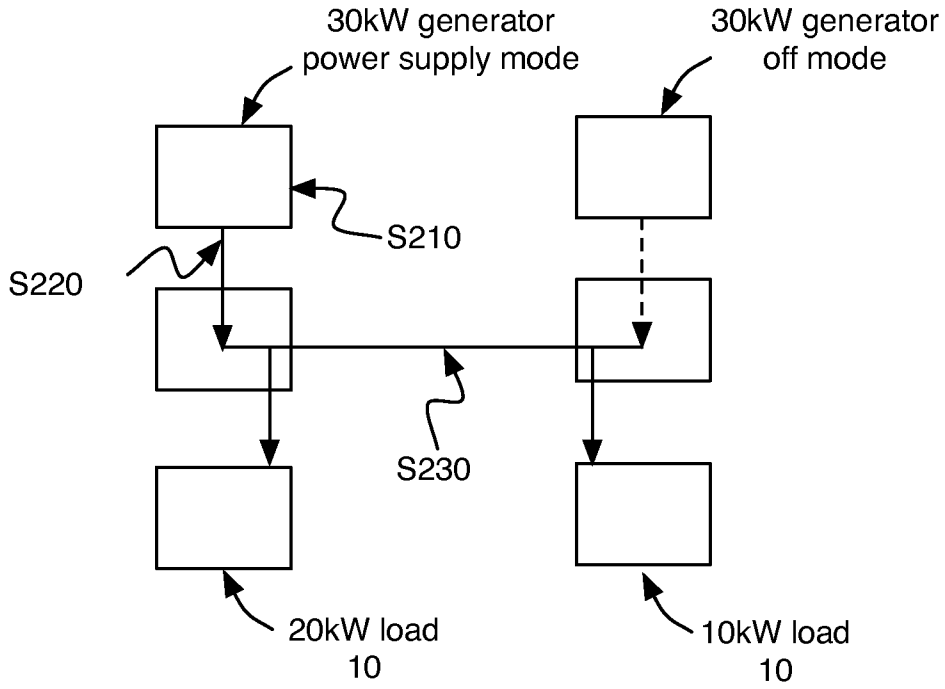 30kW generator
power supply mode
30kW generator
off mode
S210
S220
S230
20kW load
10
10kW load
10